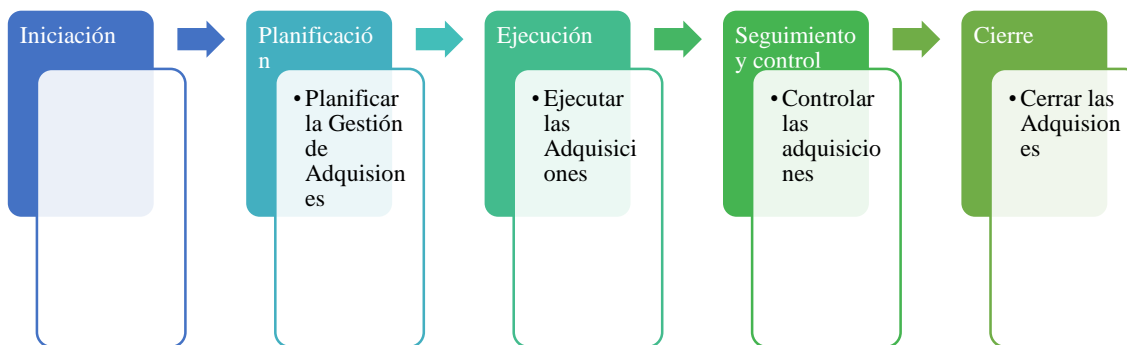 Iniciación
Planificació
n
• Planificar
la Gestión
de
Adquision
es
Ejecución
• Ejecutar
las
Adquisici
ones
Seguimiento
y control
• Controlar
las
adquisicio
nes
Cierre
• Cerrar las
Adquision
es